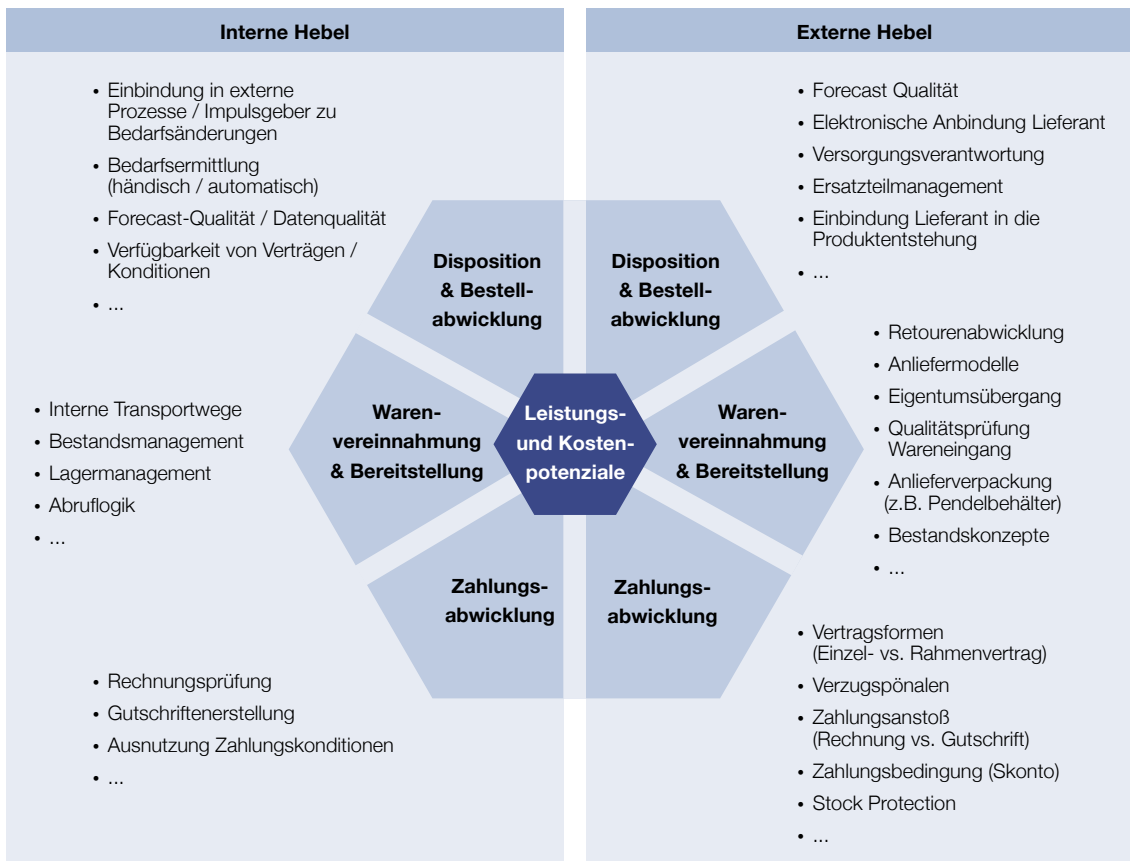 Interne Hebel
• Einbindung in externe
Prozesse / Impulsgeber zu
Bedarfsänderungen
• Bedarfsermittlung
(händisch / automatisch)
• Forecast-Qualität / Datenqualität
• Verfügbarkeit von Verträgen /
Konditionen
• ...
• Interne Transportwege
• Bestandsmanagement
• Lagermanagement
• Abruflogik
• ...
• Rechnungsprüfung
• Gutschriftenerstellung
• Ausnutzung Zahlungskonditionen
• ...
Disposition
& Bestell-
abwicklung
Waren-
vereinnahmung
& Bereitstellung
Zahlungs-
abwicklung
Leistungs-
und Kosten-
potenziale
Externe Hebel
Disposition
& Bestell-
abwicklung
Waren-
vereinnahmung
& Bereitstellung
Zahlungs-
abwicklung
• Forecast Qualität
• Elektronische Anbindung Lieferant
• Versorgungsverantwortung
• Ersatzteilmanagement
• Einbindung Lieferant in die
Produktentstehung
• ...
• Retourenabwicklung
• Anliefermodelle
• Eigentumsübergang
• Qualitätsprüfung
Wareneingang
• Anlieferverpackung
(z.B. Pendelbehälter)
• Bestandskonzepte
• ...
• Vertragsformen
(Einzel- vs. Rahmenvertrag)
• Verzugspönalen
• Zahlungsanstoß
(Rechnung vs. Gutschrift)
• Zahlungsbedingung (Skonto)
• Stock Protection
• ...